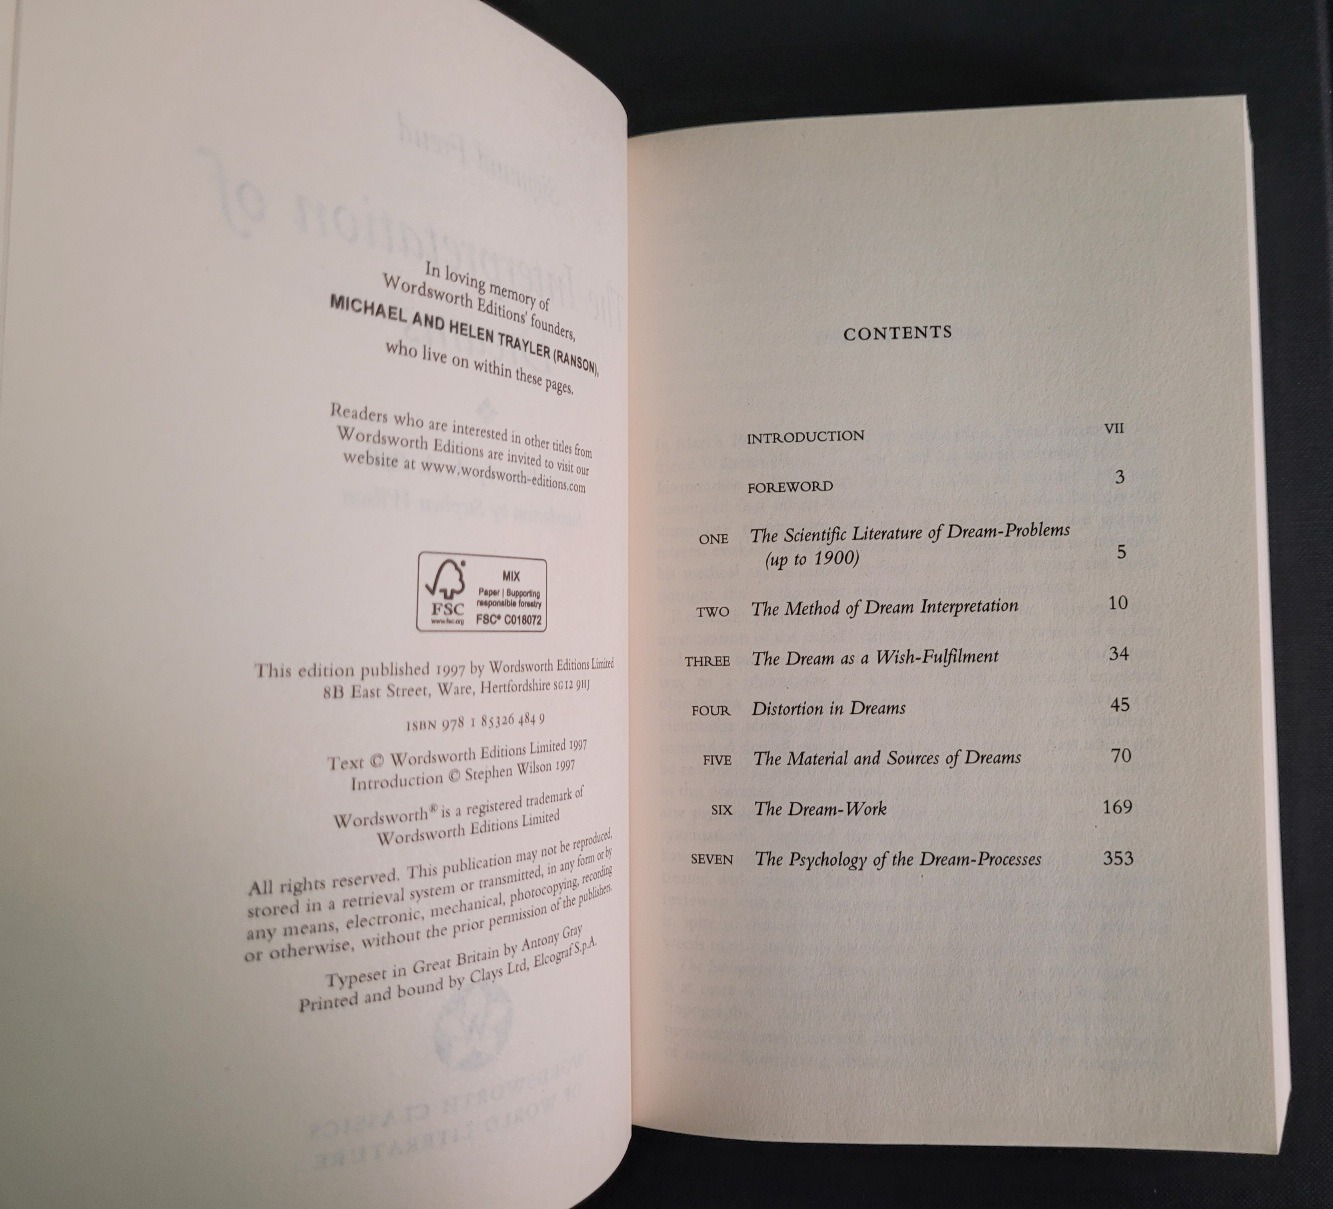 In loving memory of
Wordsworth Editions' founders,
MICHAEL AND HELEN TRAYLER (RANSON),
who live on within these pages.
Readers who are interested in other titles from
Wordsworth Editions are invited to visit our
website at www.wordsworth-editions.com
FSC
www.fsc.org
MIX
Paper | Supporting
responsible forestry
FSC® C018072
This edition published 1997 by Wordsworth Editions Limited
8B East Street, Ware, Hertfordshire SG12 9HJ
ISBN 978 1 85326 484 9
Text © Wordsworth Editions Limited 1997
Introduction © Stephen Wilson 1997
Wordsworth® is a registered trademark of
Wordsworth Editions Limited
All rights reserved. This publication may not be reproduced,
stored in a retrieval system or transmitted, in any form or by
any means, electronic, mechanical, photocopying, recording
or otherwise, without the prior permission of the publishers.
Typeset in Great Britain by Antony Gray
Printed and bound by Clays Ltd, Elcograf S.p.A.
CONTENTS
INTRODUCTION VII
FOREWORD 3
ONE The Scientific Literature of Dream-Problems
(up to 1900) 5
TWO The Method of Dream Interpretation 10
THREE The Dream as a Wish-Fulfilment 34
FOUR Distortion in Dreams 45
FIVE The Material and Sources of Dreams 70
SIX The Dream-Work 169
SEVEN The Psychology of the Dream-Processes 353